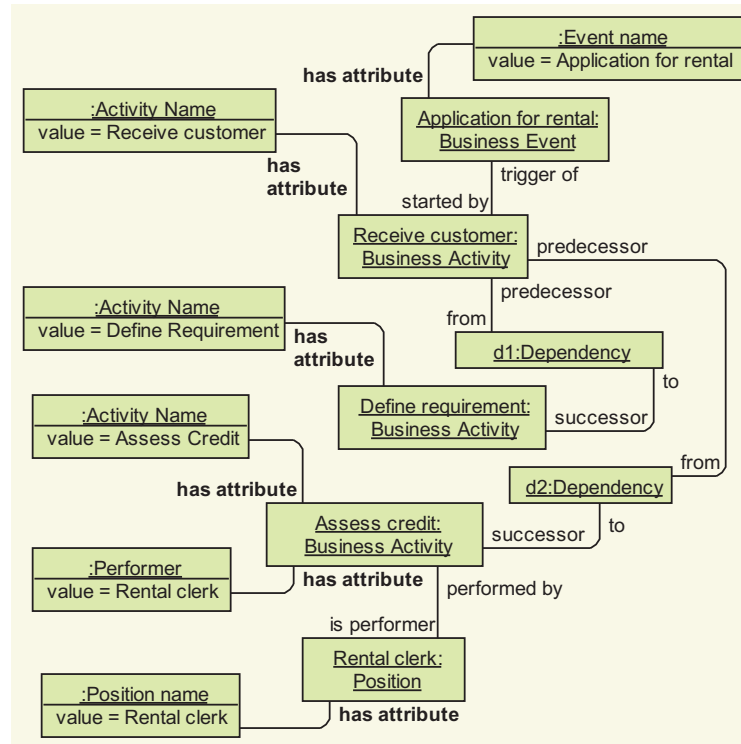 :Event name
value = Application for rental
has attribute
:Activity Name
value = Receive customer
has
attribute
Application for rental:
Business Event
trigger of
started by
Receive customer:
Business Activity
predecessor
predecessor
from
:Activity Name
value = Define Requirement
has
attribute
d1:Dependency
to
Define requirement:
Business Activity
successor
:Activity Name
value = Assess Credit
has attribute
from
d2:Dependency
to
Assess credit:
Business Activity
successor
:Performer
value = Rental clerk
has attribute
performed by
is performer
Rental clerk:
Position
:Position name
value = Rental clerk
has attribute